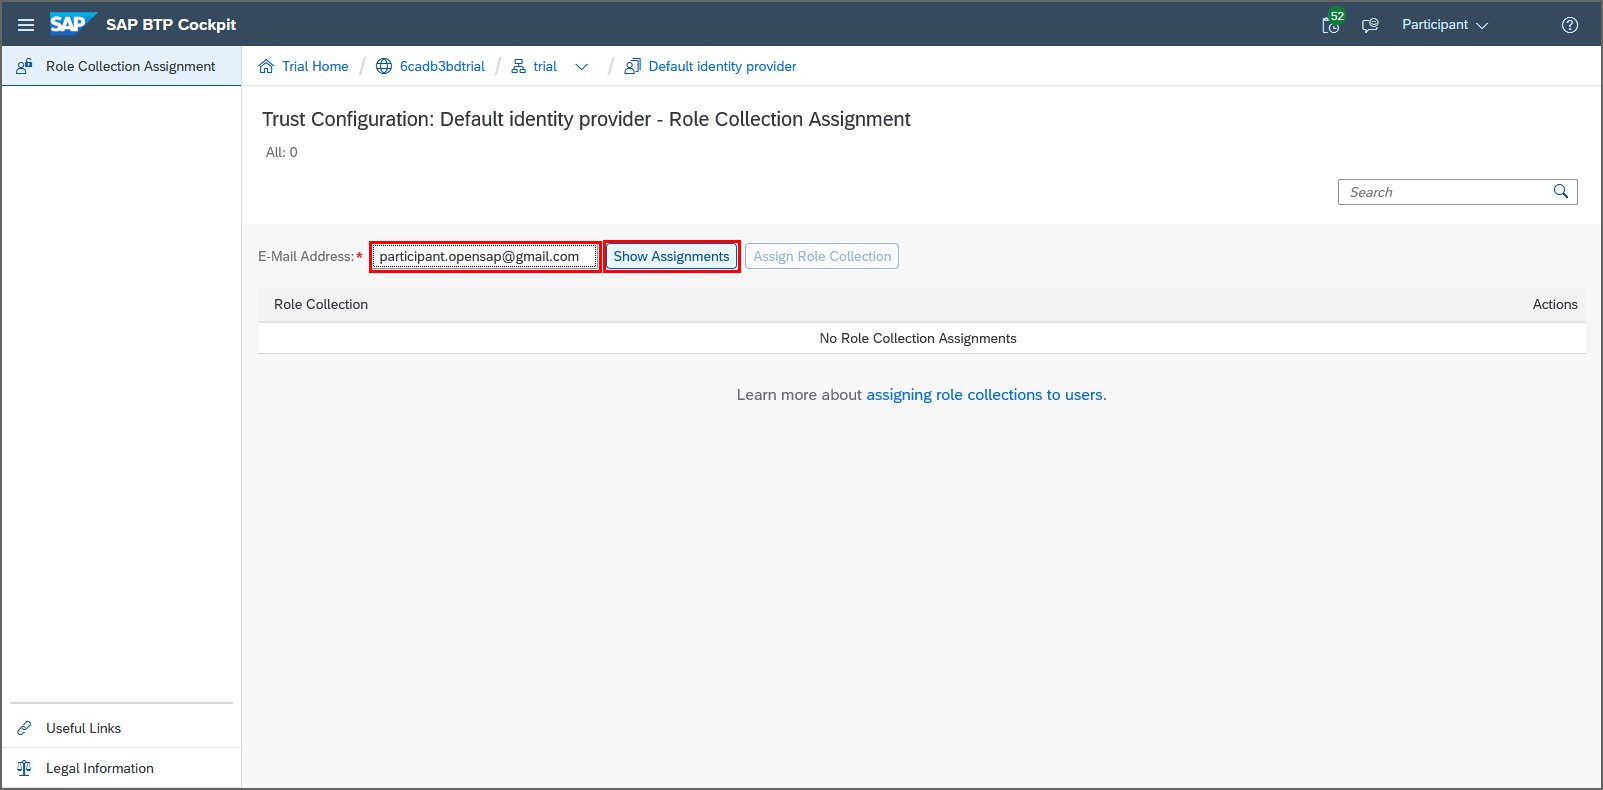 SAP SAP BTP Cockpit
52
Participant
Role Collection Assignment
Trial Home / 6cadb3bdtrial / trial / Default identity provider
Trust Configuration: Default identity provider - Role Collection Assignment
All: 0
Search
E-Mail Address:* participant.opensap@gmail.com Show Assignments Assign Role Collection
Role Collection Actions
No Role Collection Assignments
Learn more about assigning role collections to users.
Useful Links
Legal Information